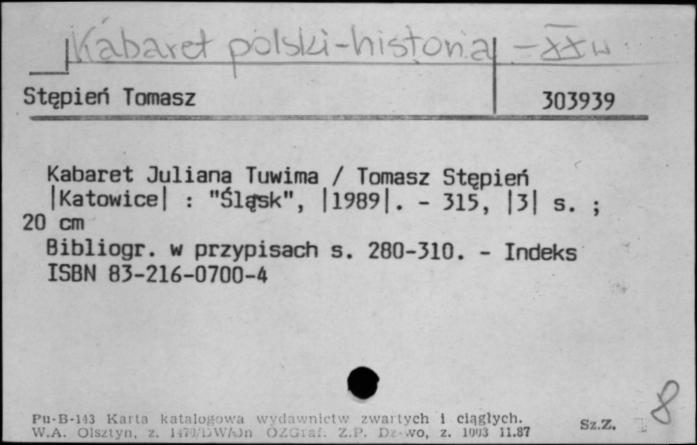 Kabaret polski-historia - XX w
Stępień Tomasz 303939
Kabaret Juliana Tuwima / Tomasz Stępień
|Katowice| : "Śląsk", |1989|. - 315, |3| s. ;
20 cm
Bibliogr. w przypisach s. 280-310. - Indeks
ISBN 83-216-0700-4
8
Pu-B-143 Karta katalogowa wydawnictw zwartych i ciągłych.
W.A. Olsztyn, z. OZGraf. Z.P. z. 1003 11.87 Sz.Z.